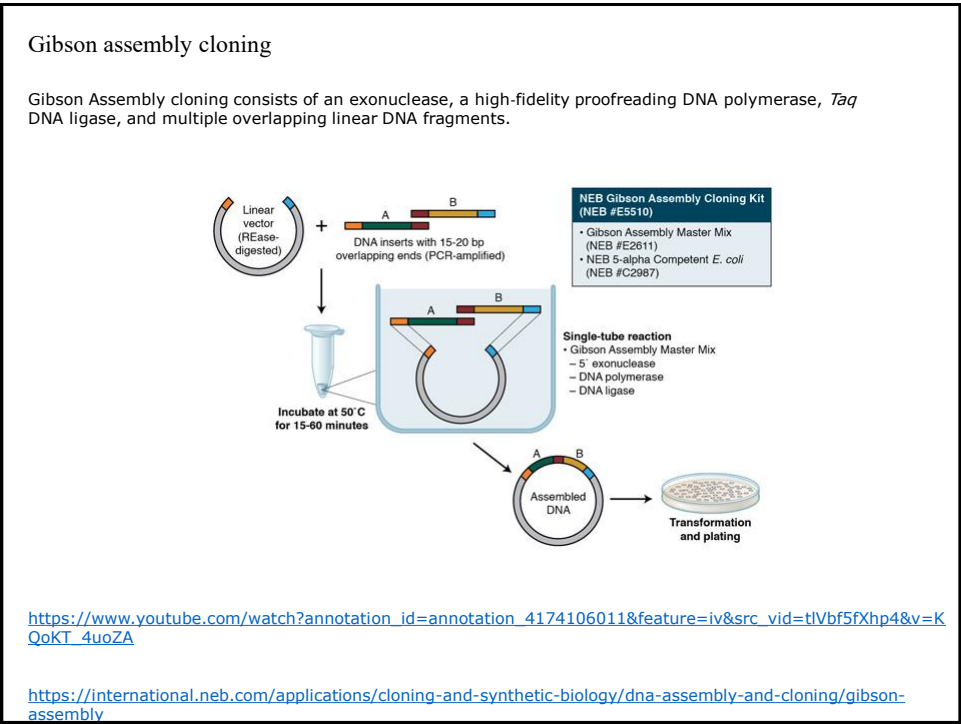 Gibson assembly cloning
Gibson Assembly cloning consists of an exonuclease, a high-fidelity proofreading DNA polymerase, Taq
DNA ligase, and multiple overlapping linear DNA fragments.
Linear
vector
(REase-
digested)
+
A
B
DNA inserts with 15-20 bp
overlapping ends (PCR-amplified)
NEB Gibson Assembly Cloning Kit
(NEB #E5510)
• Gibson Assembly Master Mix
(NEB #E2611)
• NEB 5-alpha Competent E. coli
(NEB #C2987)
A
B
Single-tube reaction
• Gibson Assembly Master Mix
– 5´ exonuclease
– DNA polymerase
– DNA ligase
Incubate at 50˚C
for 15-60 minutes
A
B
Assembled
DNA
Transformation
and plating
https://www.youtube.com/watch?annotation_id=annotation_4174106011&feature=iv&src_vid=tlVbf5fXhp4&v=K
QoKT_4uoZA
https://international.neb.com/applications/cloning-and-synthetic-biology/dna-assembly-and-cloning/gibson-
assembly